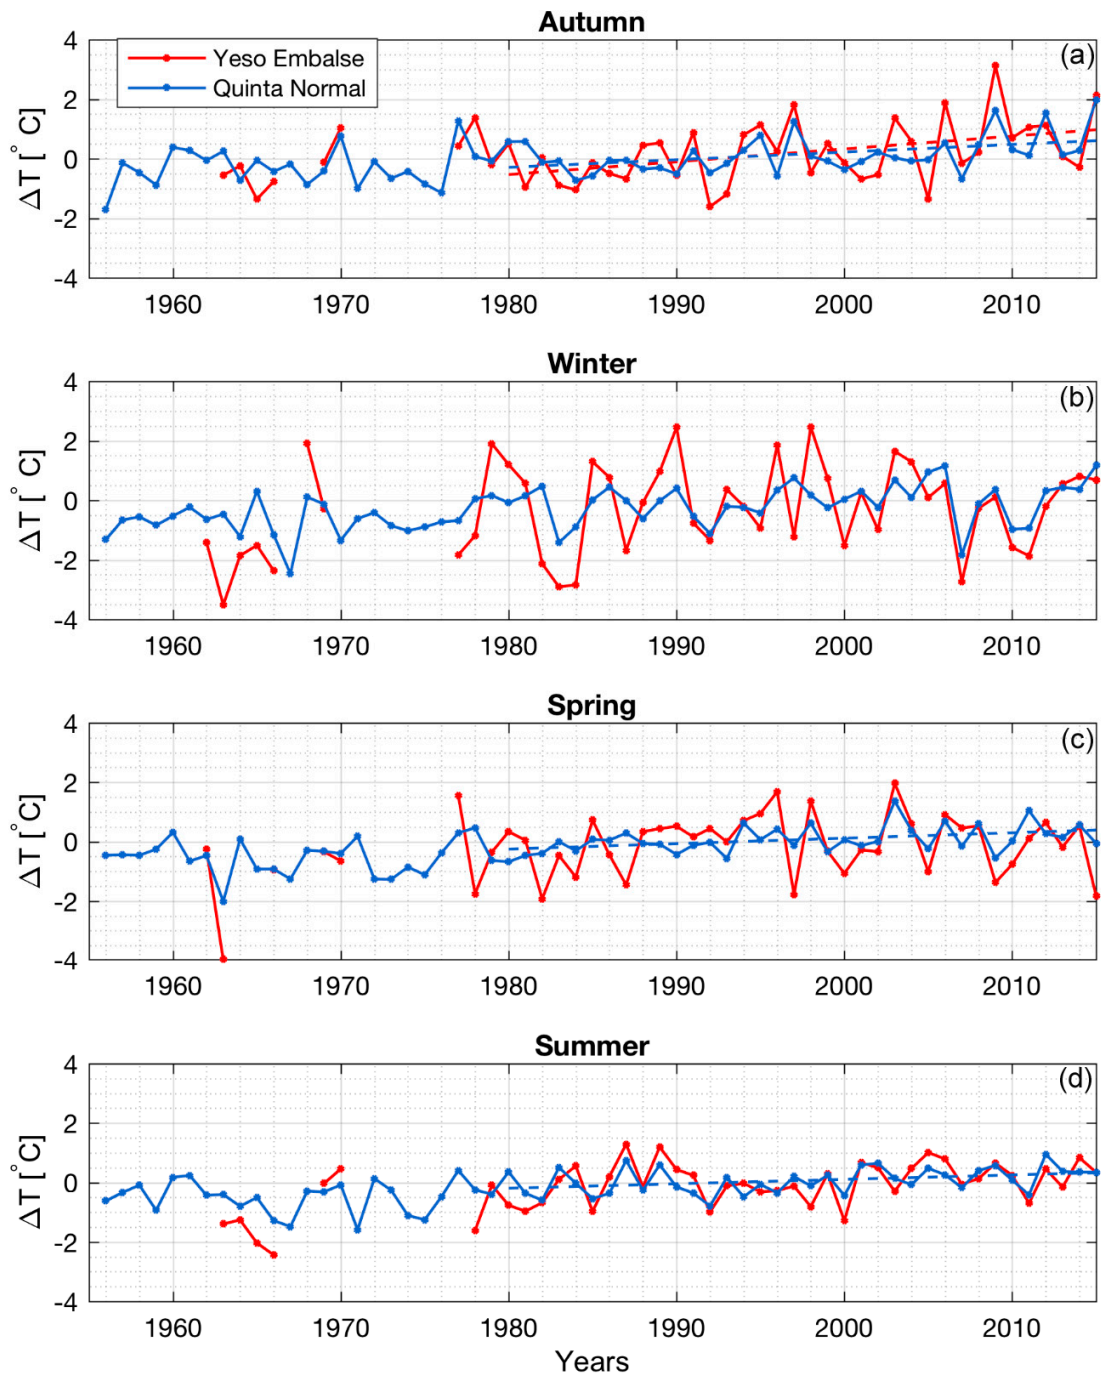 Autumn
(a)
Yeso Embalse
Quinta Normal
ΔT [°C]
4
2
0
-2
-4
1960 1970 1980 1990 2000 2010
Winter
(b)
ΔT [°C]
4
2
0
-2
-4
1960 1970 1980 1990 2000 2010
Spring
(c)
ΔT [°C]
4
2
0
-2
-4
1960 1970 1980 1990 2000 2010
Summer
(d)
ΔT [°C]
4
2
0
-2
-4
1960 1970 1980 1990 2000 2010
Years